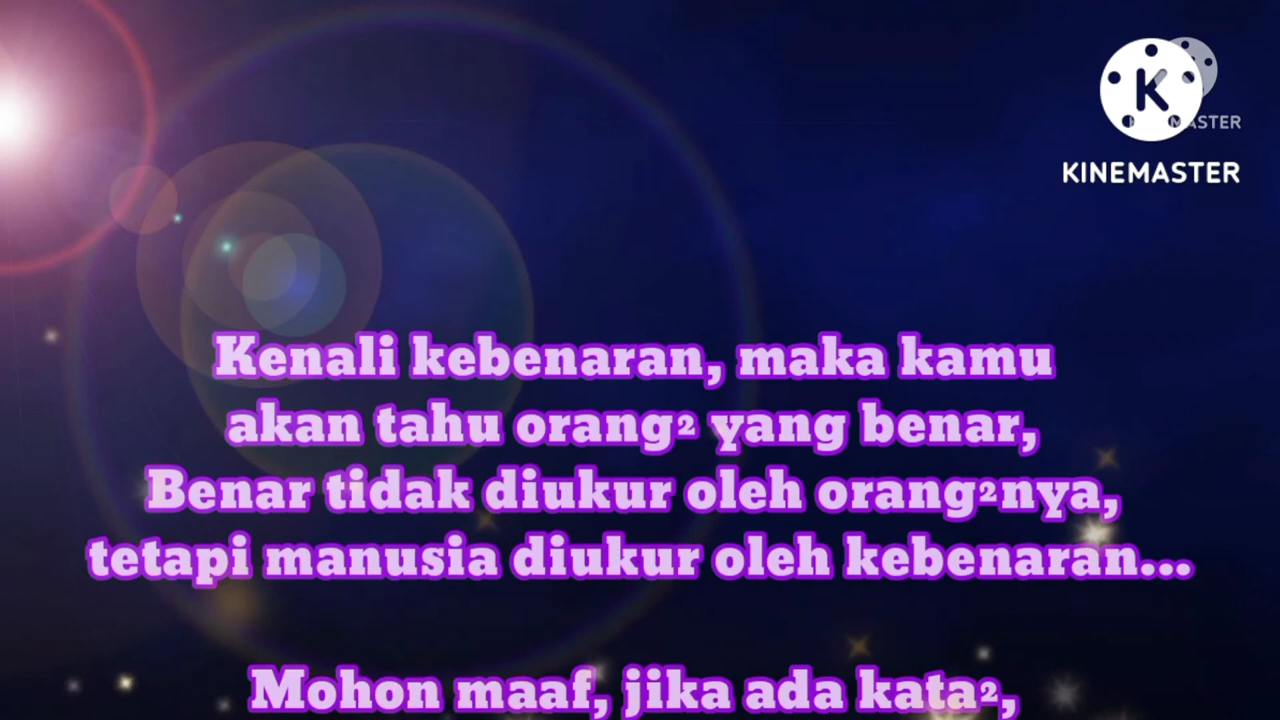 KINEMASTER
Kenali kebenaran, maka kamu
akan tahu orang² yang benar,
Benar tidak diukur oleh orang²nya,
tetapi manusia diukur oleh kebenaran...
Mohon maaf, jika ada kata²,